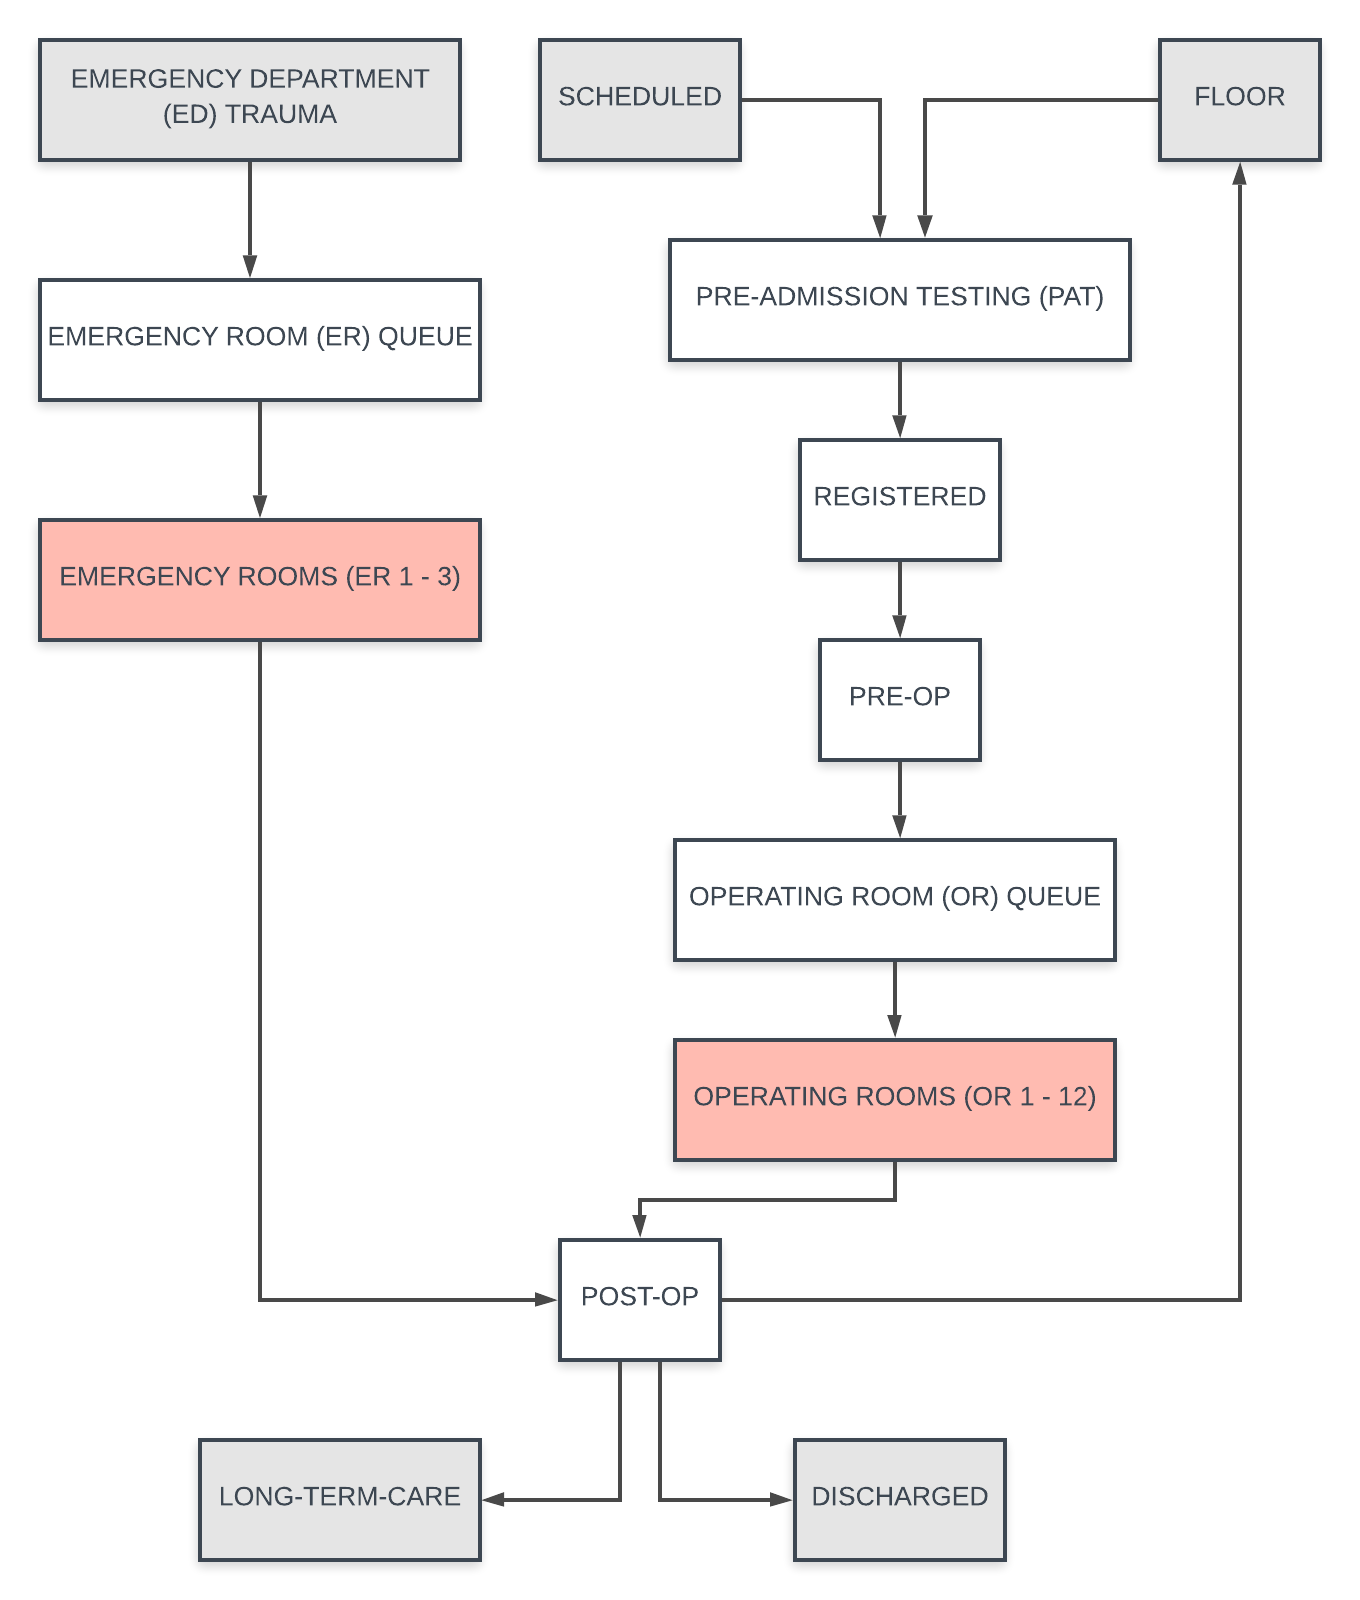 EMERGENCY DEPARTMENT
(ED) TRAUMA
SCHEDULED
FLOOR
PRE-ADMISSION TESTING (PAT)
EMERGENCY ROOM (ER) QUEUE
REGISTERED
EMERGENCY ROOMS (ER 1 - 3)
PRE-OP
OPERATING ROOM (OR) QUEUE
OPERATING ROOMS (OR 1 - 12)
POST-OP
LONG-TERM-CARE
DISCHARGED